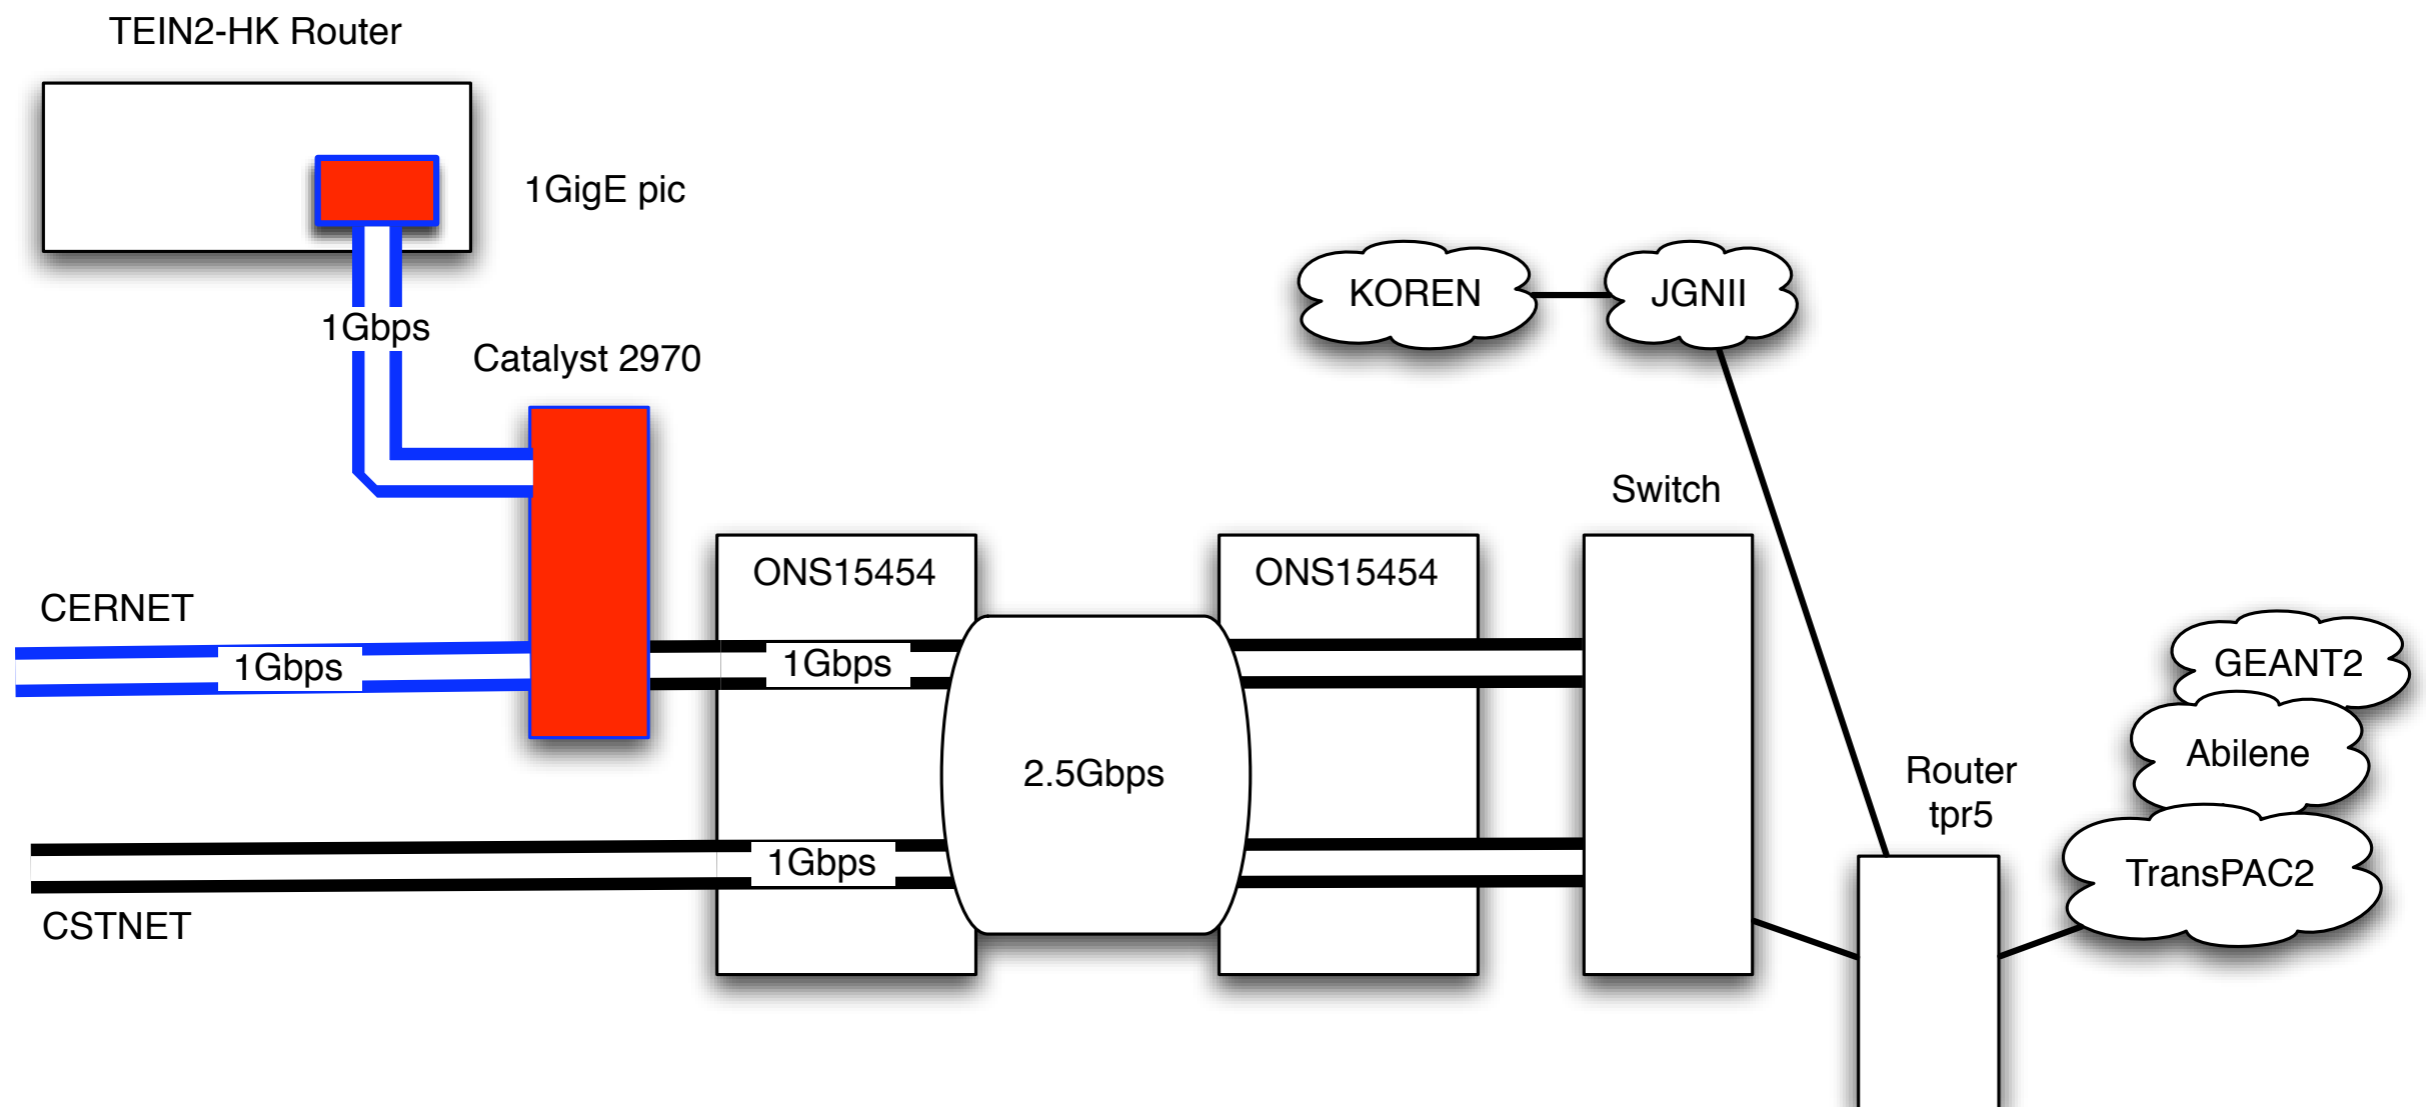 TEIN2-HK Router
1GigE pic
1Gbps
Catalyst 2970
KOREN
JGNII
Switch
ONS15454
ONS15454
CERNET
1Gbps
1Gbps
2.5Gbps
GEANT2
Abilene
Router
tpr5
TransPAC2
1Gbps
CSTNET